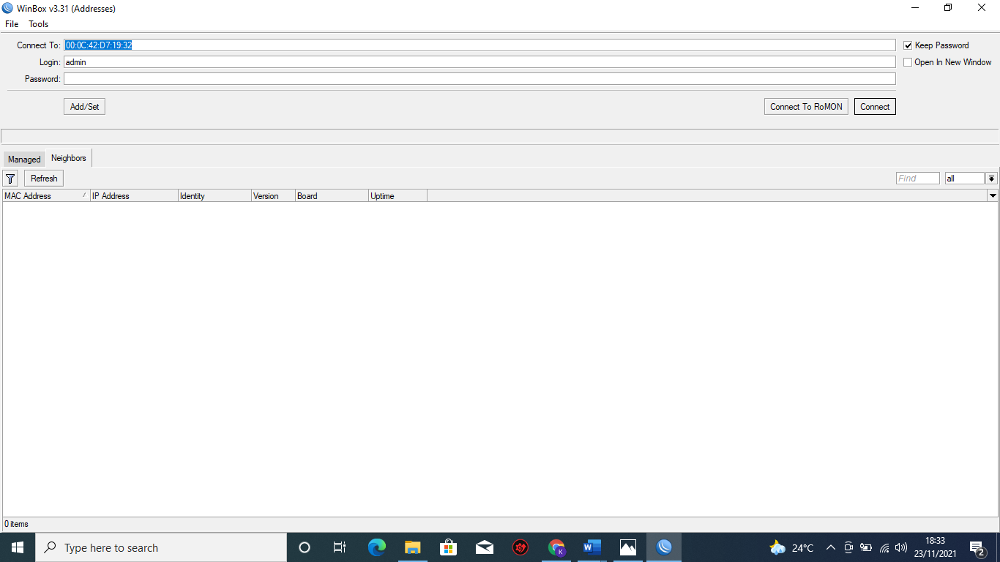 WinBox v3.31 (Addresses)
File Tools
Connect To: 00:0C:42:D7:19:32 Keep Password
Login: admin Open In New Window
Password:
Add/Set Connect To RoMON Connect
Managed Neighbors
Refresh Find all
MAC Address IP Address Identity Version Board Uptime
0 items
Type here to search K W 24°C 18:33
23/11/2021 2